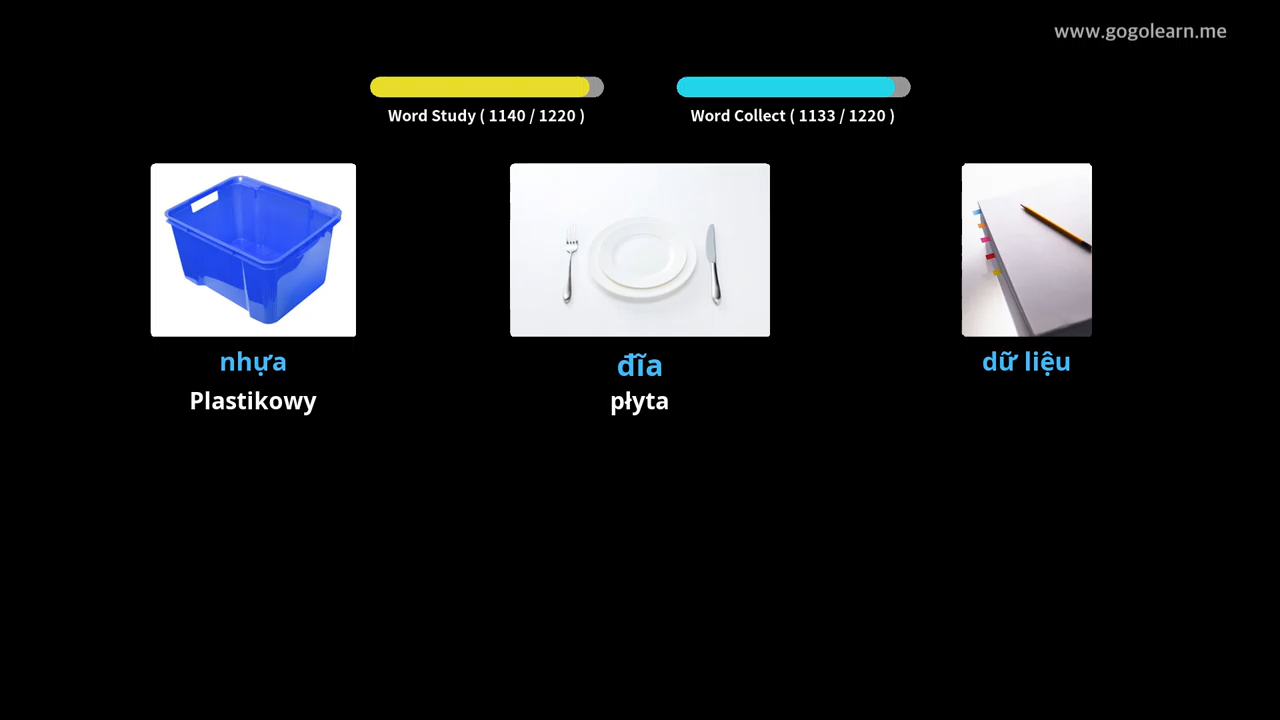 www.gogolearn.me
Word Study ( 1140 / 1220 )
Word Collect ( 1133 / 1220 )
nhựa
Plastikowy
đĩa
płyta
dữ liệu